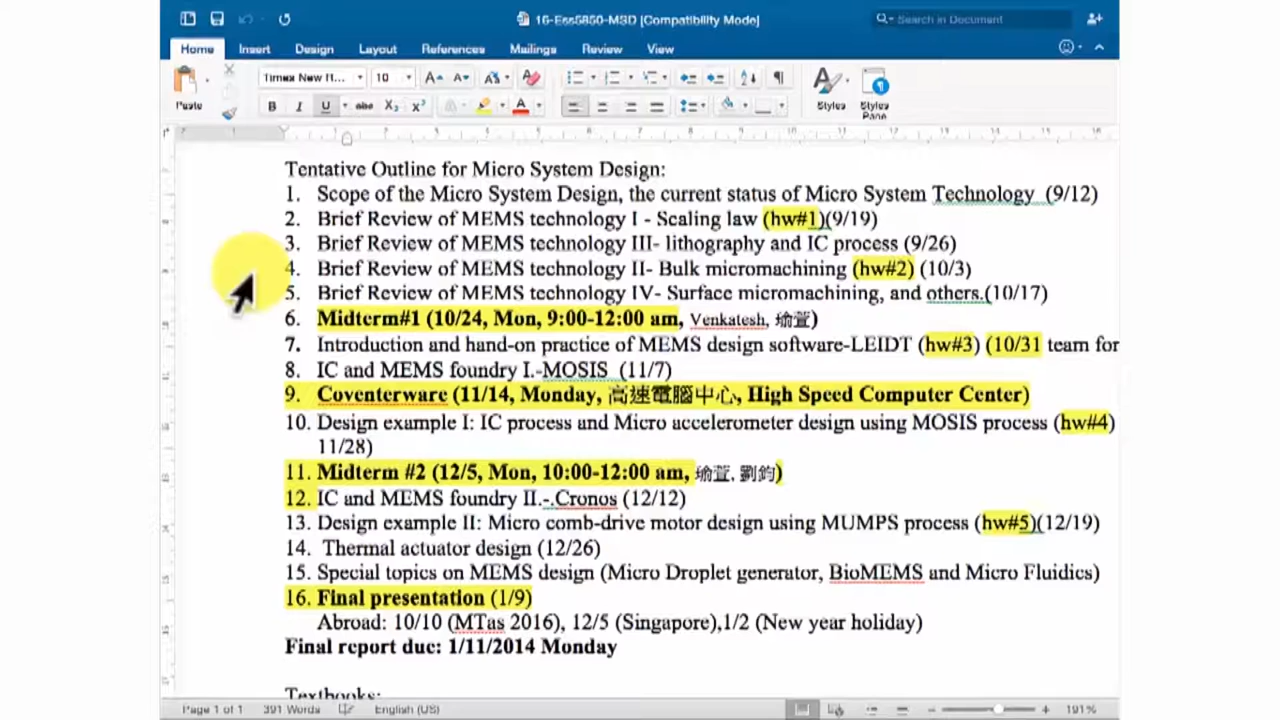 16-Ess5850-MSD [Compatibility Mode]
Search in Document
Home Insert Design Layout References Mailings Review View
Paste
Times New R... 10
Styles
Styles Pane
Tentative Outline for Micro System Design:
1. Scope of the Micro System Design, the current status of Micro System Technology (9/12)
2. Brief Review of MEMS technology I - Scaling law (hw#1)(9/19)
3. Brief Review of MEMS technology III- lithography and IC process (9/26)
4. Brief Review of MEMS technology II- Bulk micromachining (hw#2) (10/3)
5. Brief Review of MEMS technology IV- Surface micromachining, and others.(10/17)
6. Midterm#1 (10/24, Mon, 9:00-12:00 am, Venkatesh, 瑜萱)
7. Introduction and hand-on practice of MEMS design software-LEIDT (hw#3) (10/31 team for
8. IC and MEMS foundry I.-MOSIS (11/7)
9. Coventerware (11/14, Monday, 高速電腦中心, High Speed Computer Center)
10. Design example I: IC process and Micro accelerometer design using MOSIS process (hw#4)
11/28)
11. Midterm #2 (12/5, Mon, 10:00-12:00 am, 瑜萱, 劉鈞)
12. IC and MEMS foundry II.-.Cronos (12/12)
13. Design example II: Micro comb-drive motor design using MUMPS process (hw#5)(12/19)
14. Thermal actuator design (12/26)
15. Special topics on MEMS design (Micro Droplet generator, BioMEMS and Micro Fluidics)
16. Final presentation (1/9)
Abroad: 10/10 (MTas 2016), 12/5 (Singapore),1/2 (New year holiday)
Final report due: 1/11/2014 Monday
Textbooks:
Page 1 of 1 391 Words English (US) 191%